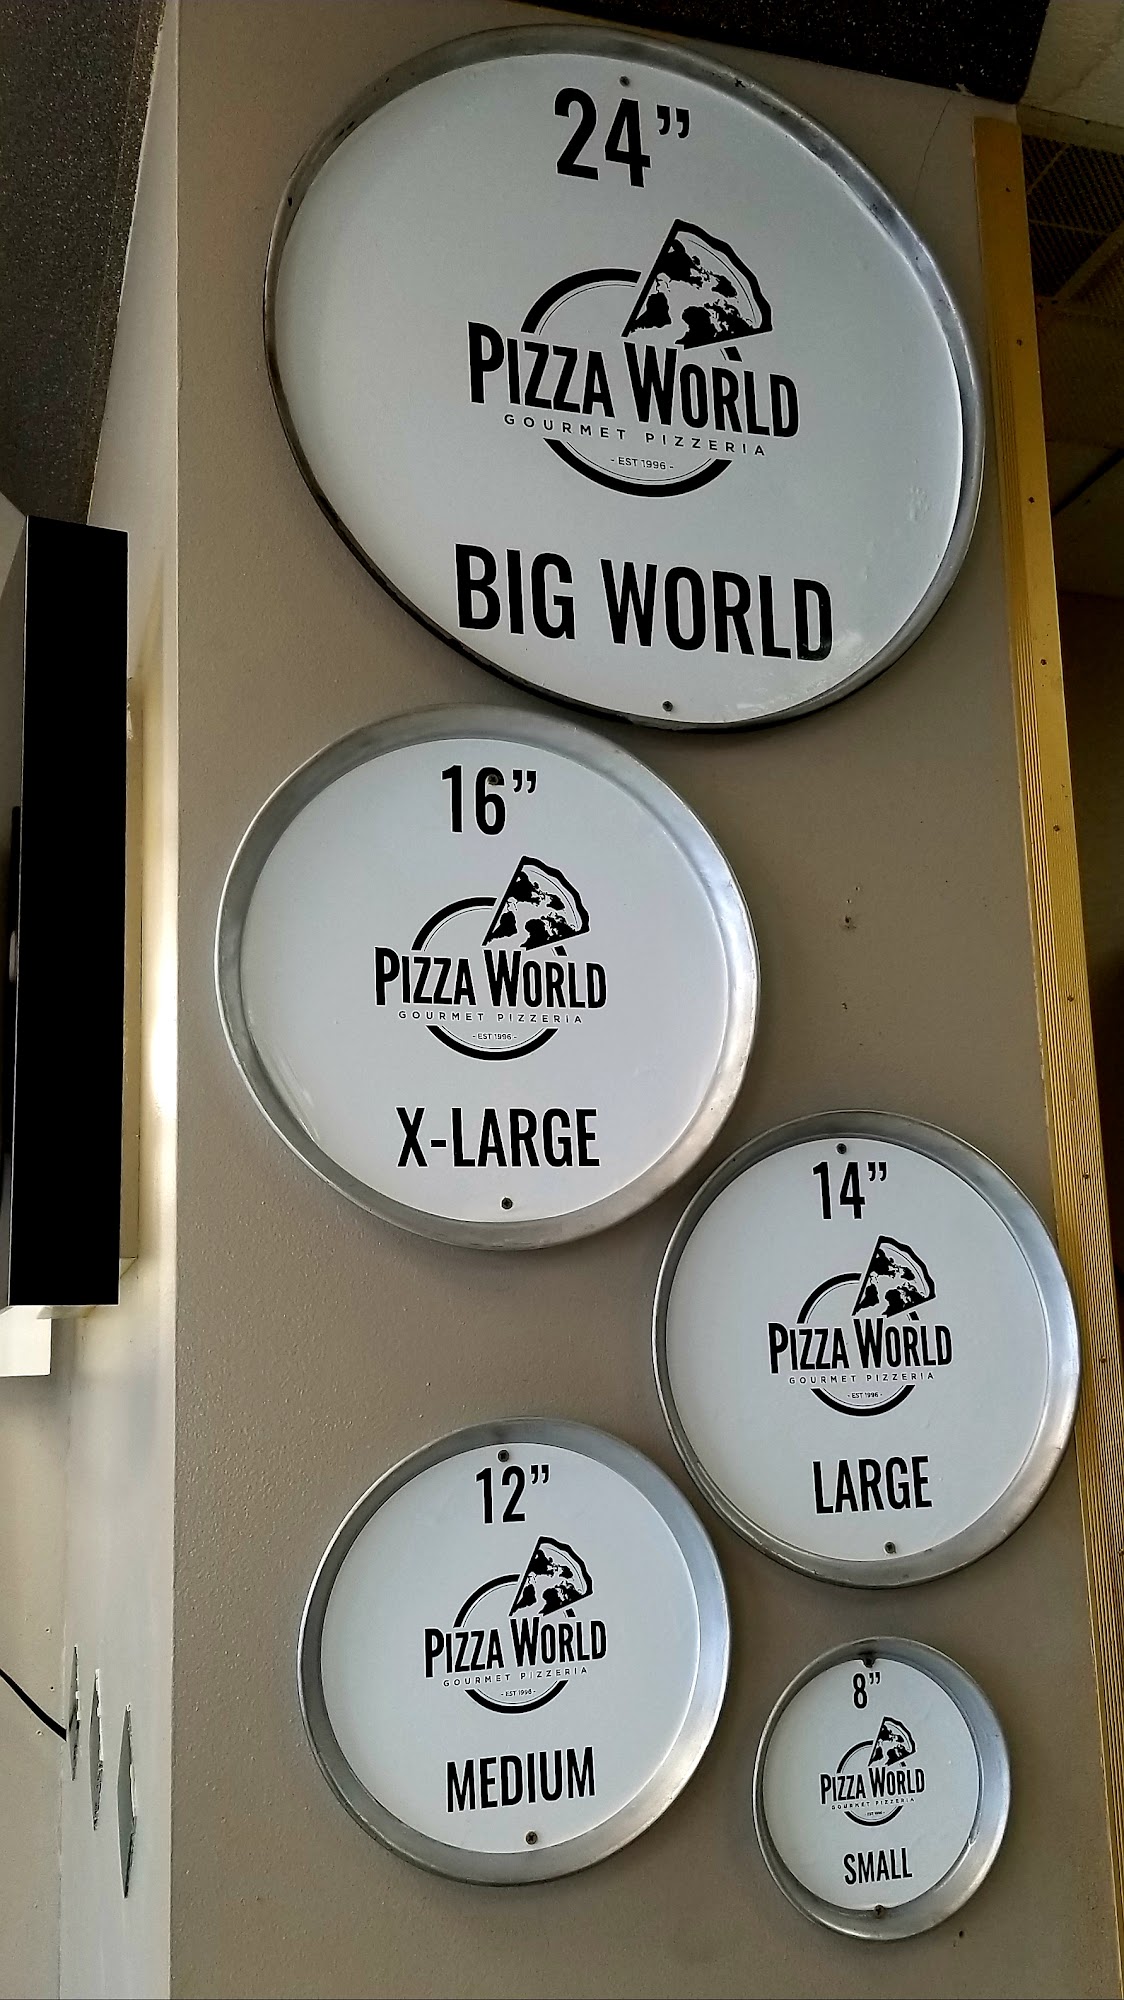 24”
PIZZA WORLD
GOURMET PIZZERIA
- EST 1996 -
BIG WORLD
16”
PIZZA WORLD
GOURMET PIZZERIA
- EST 1996 -
X-LARGE
14”
PIZZA WORLD
GOURMET PIZZERIA
- EST 1996 -
LARGE
12”
PIZZA WORLD
GOURMET PIZZERIA
- EST 1996 -
MEDIUM
8”
PIZZA WORLD
GOURMET PIZZERIA
- EST 1996 -
SMALL